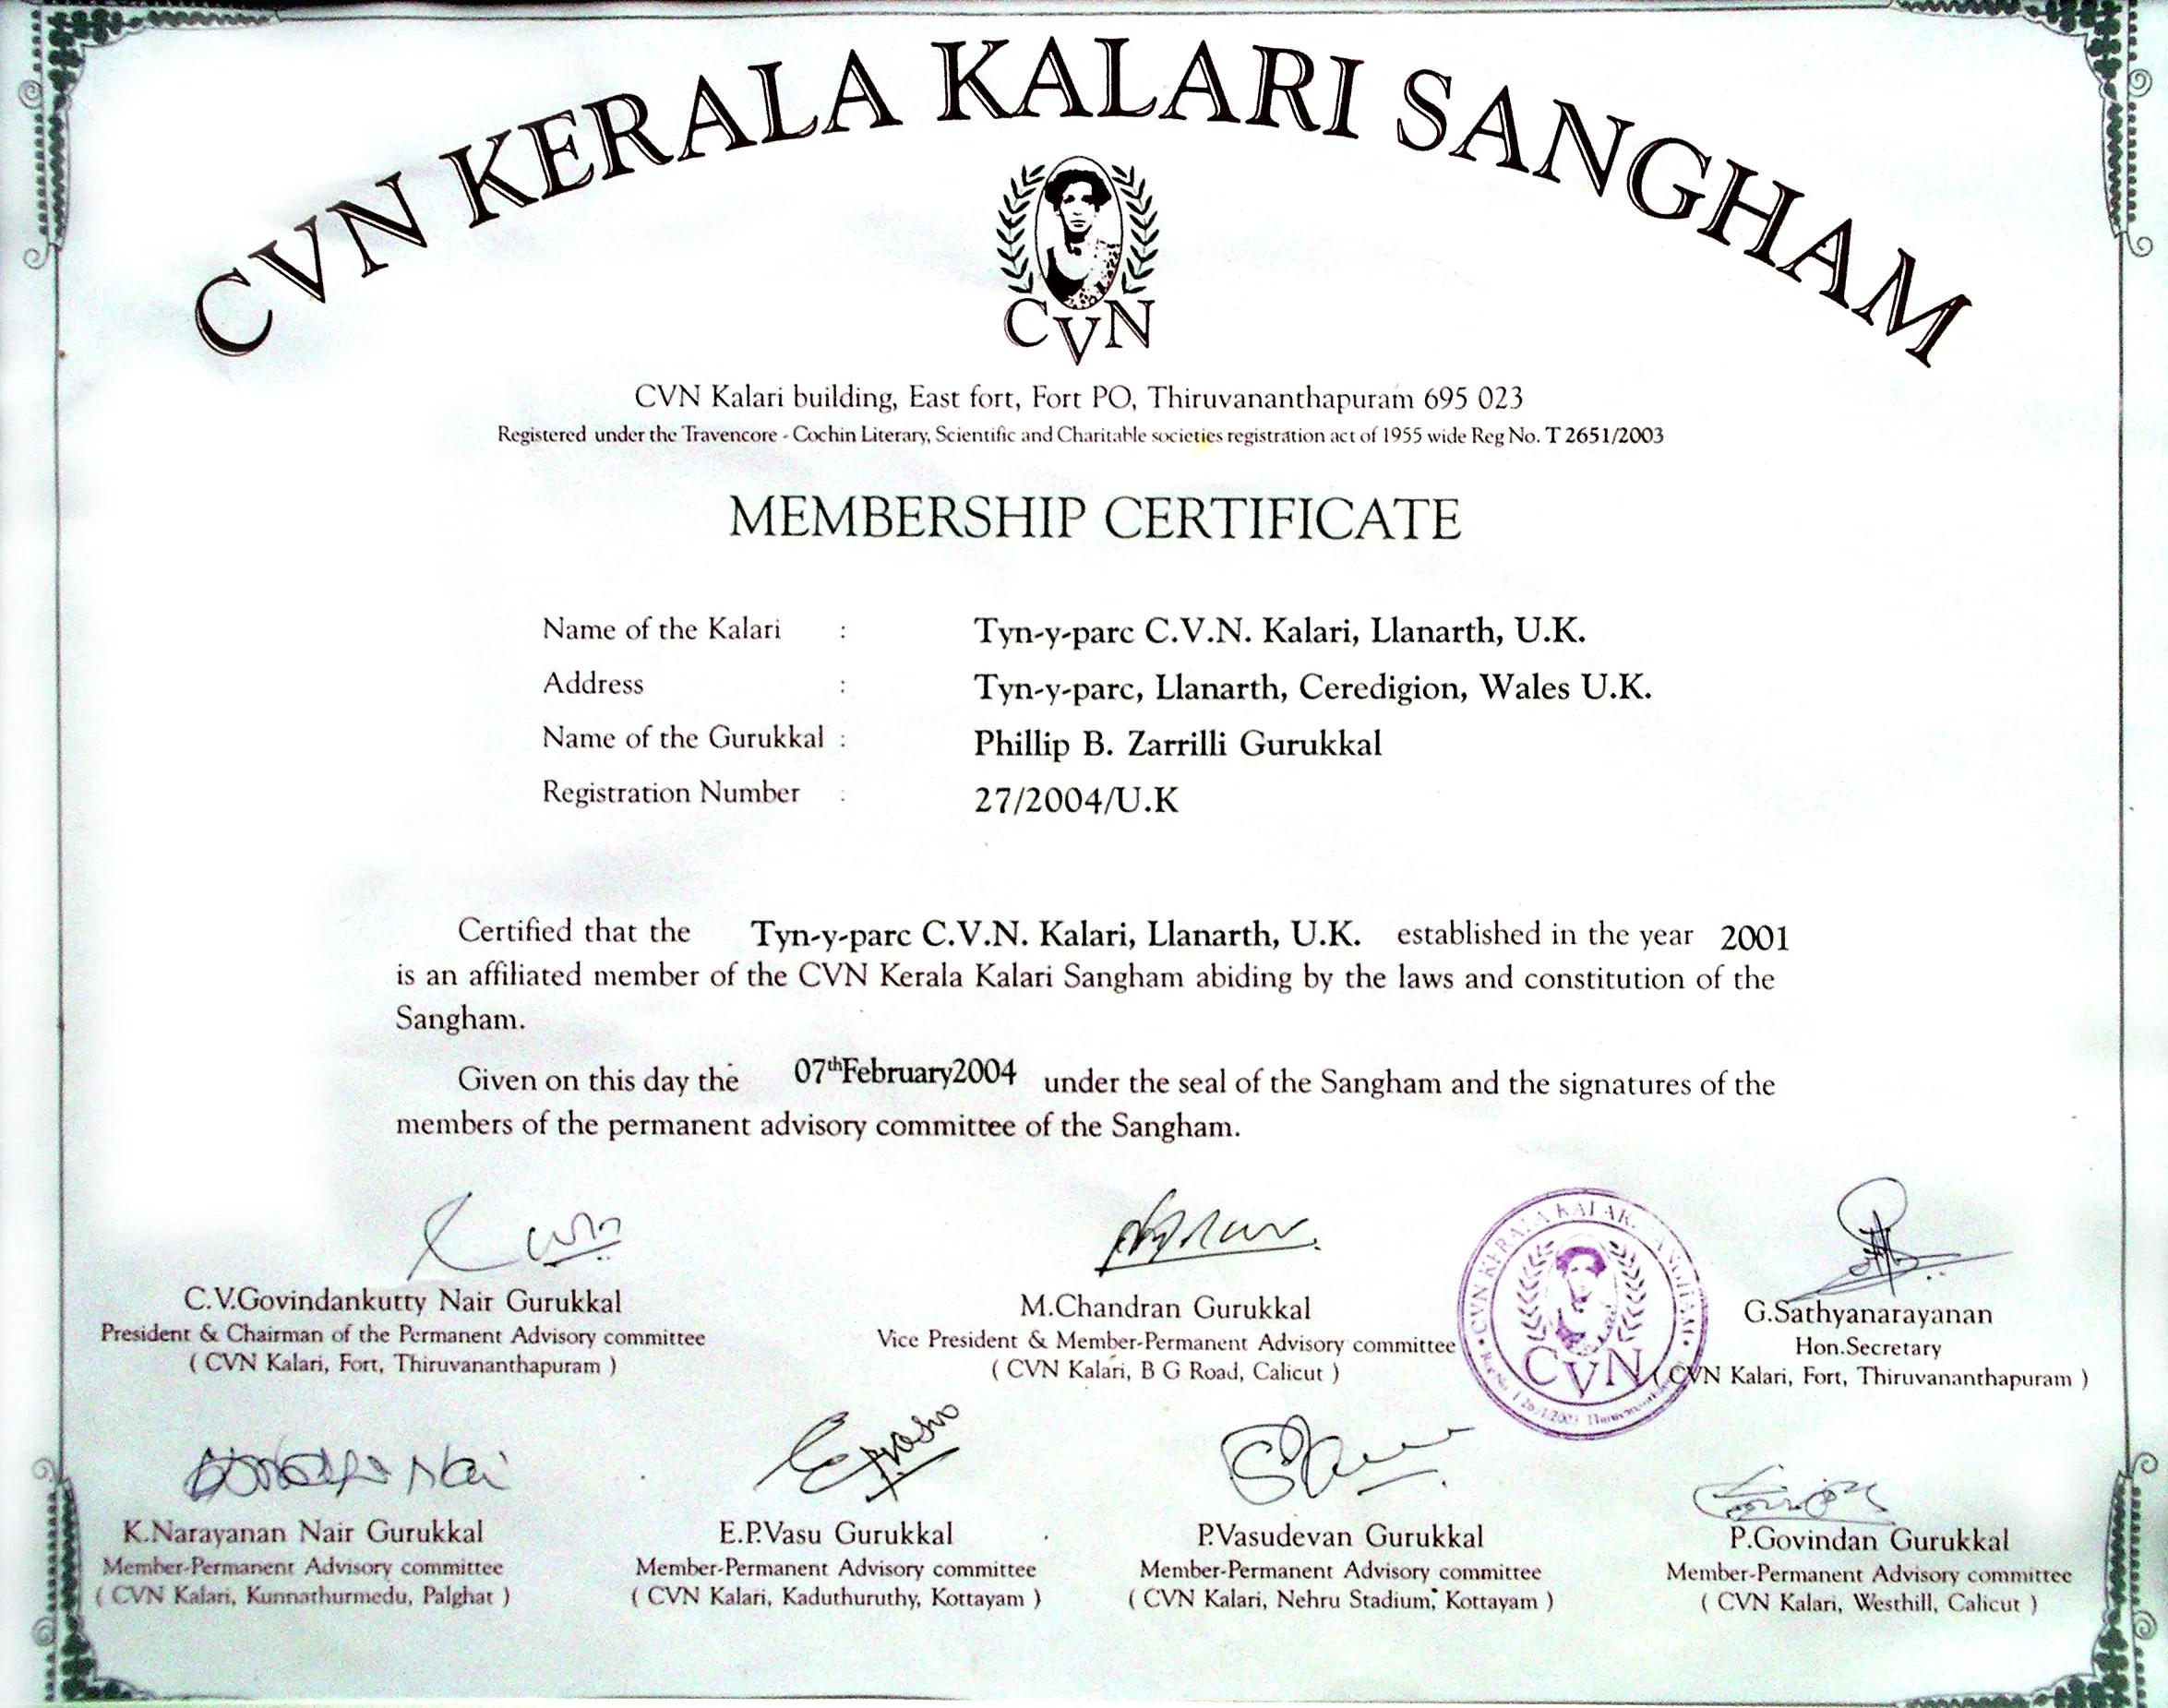 CVN KERALA KALARI SANGHAM
CVN
CVN Kalari building, East fort, Fort PO, Thiruvananthapuram 695 023
Registered under the Travencore - Cochin Literary, Scientific and Charitable societies registration act of 1955 wide Reg No. T 2651/2003
MEMBERSHIP CERTIFICATE
Name of the Kalari : Tyn-y-parc C.V.N. Kalari, Llanarth, U.K.
Address : Tyn-y-parc, Llanarth, Ceredigion, Wales U.K.
Name of the Gurukkal : Phillip B. Zarrilli Gurukkal
Registration Number : 27/2004/U.K
Certified that the Tyn-y-parc C.V.N. Kalari, Llanarth, U.K. established in the year 2001
is an affiliated member of the CVN Kerala Kalari Sangham abiding by the laws and constitution of the
Sangham.
Given on this day the 07thFebruary2004 under the seal of the Sangham and the signatures of the
members of the permanent advisory committee of the Sangham.
C.V.Govindankutty Nair Gurukkal
President & Chairman of the Permanent Advisory committee
( CVN Kalari, Fort, Thiruvananthapuram )
M.Chandran Gurukkal
Vice President & Member-Permanent Advisory committee
( CVN Kalari, B G Road, Calicut )
CVN KERALA KALARI SANGHAM
CVN
G.Sathyanarayanan
Hon.Secretary
( CVN Kalari, Fort, Thiruvananthapuram )
K.Narayanan Nair Gurukkal
Member-Permanent Advisory committee
( CVN Kalari, Kunnathurmedu, Palghat )
E.P.Vasu Gurukkal
Member-Permanent Advisory committee
( CVN Kalari, Kaduthuruthy, Kottayam )
P.Vasudevan Gurukkal
Member-Permanent Advisory committee
( CVN Kalari, Nehru Stadium, Kottayam )
P.Govindan Gurukkal
Member-Permanent Advisory committee
( CVN Kalari, Westhill, Calicut )